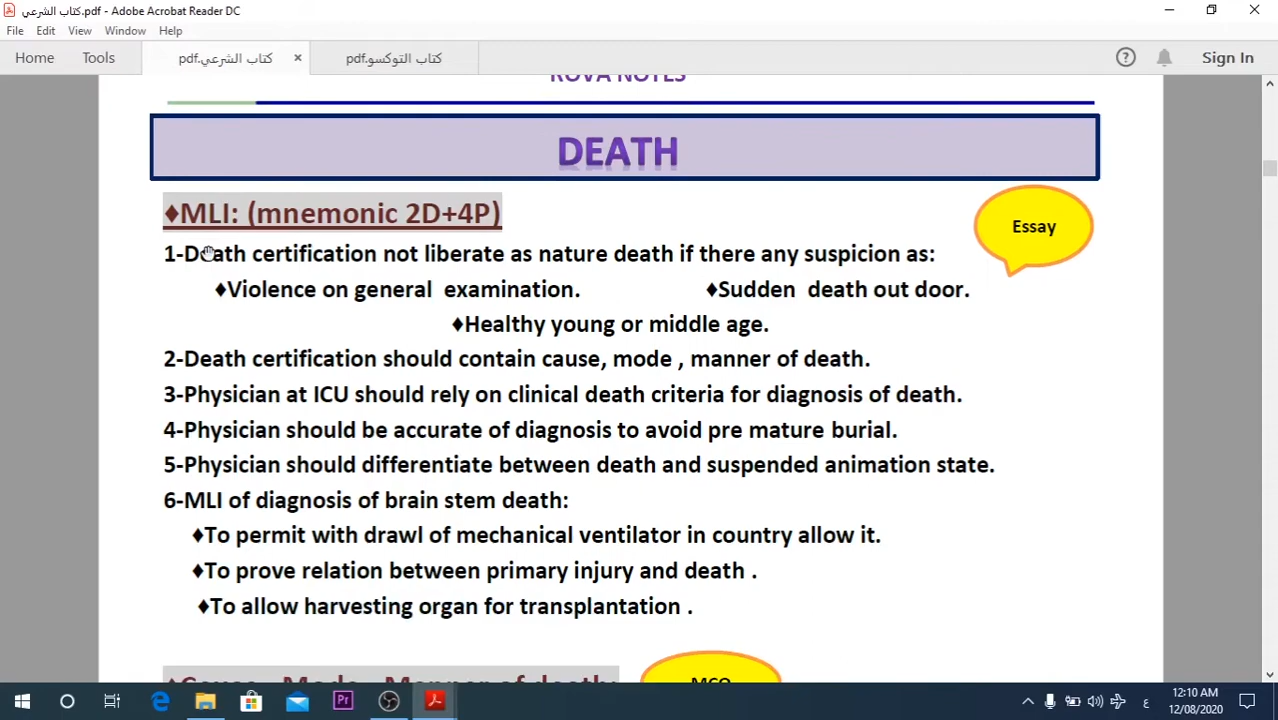 كتاب الشرعي.pdf - Adobe Acrobat Reader DC
File Edit View Window Help
Home Tools كتاب الشرعي.pdf × كتاب التوكسو.pdf Sign In
ROVA NOTES
DEATH
♦MLI: (mnemonic 2D+4P)
Essay
1-Death certification not liberate as nature death if there any suspicion as:
♦Violence on general examination. ♦Sudden death out door.
♦Healthy young or middle age.
2-Death certification should contain cause, mode , manner of death.
3-Physician at ICU should rely on clinical death criteria for diagnosis of death.
4-Physician should be accurate of diagnosis to avoid pre mature burial.
5-Physician should differentiate between death and suspended animation state.
6-MLI of diagnosis of brain stem death:
♦To permit with drawl of mechanical ventilator in country allow it.
♦To prove relation between primary injury and death .
♦To allow harvesting organ for transplantation .
♦Cause , Mode , Manner of death:
MCQ
Pr
ع
12:10 AM
12/08/2020